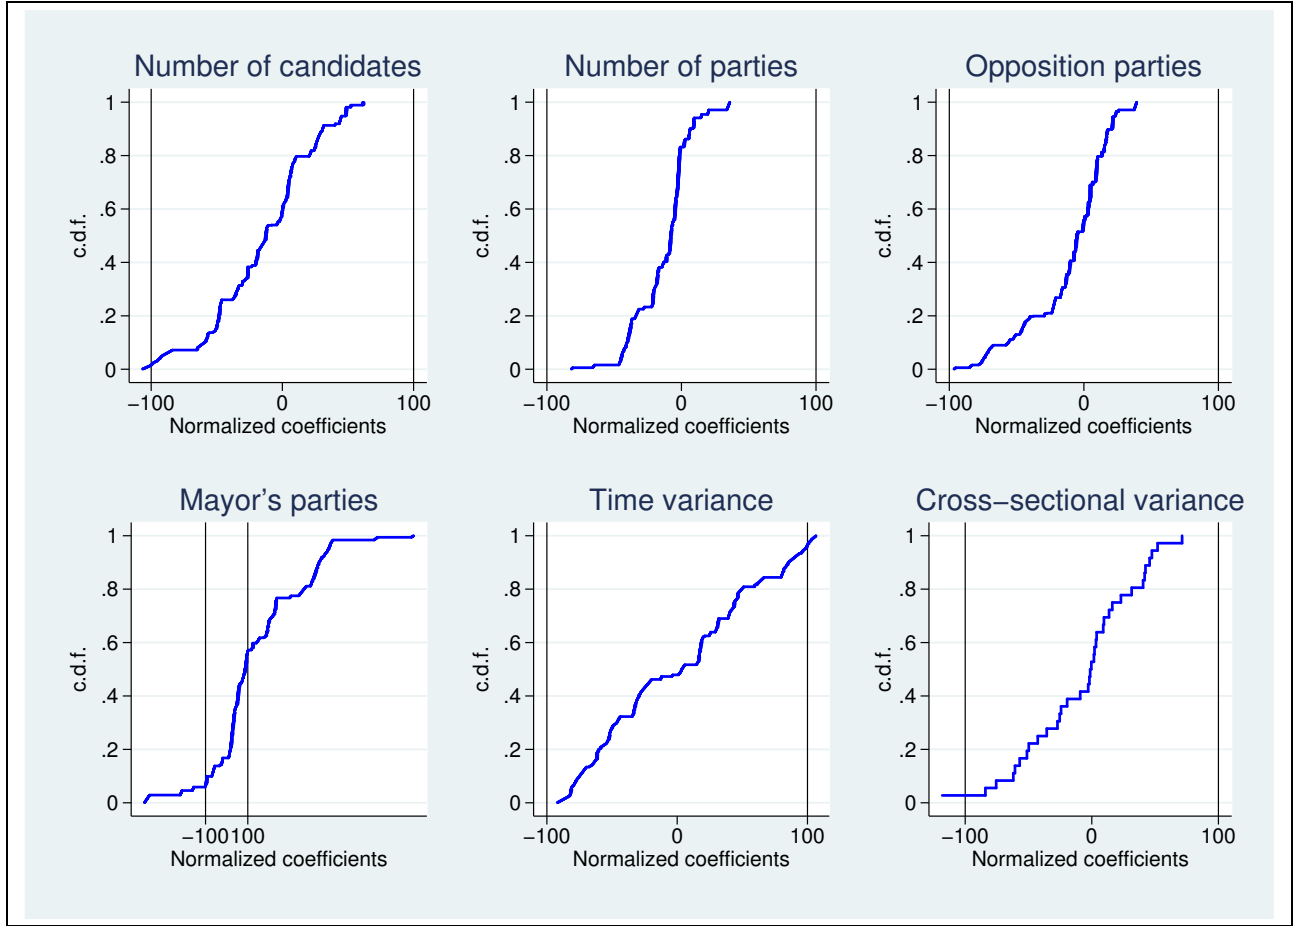 Number of candidates
1
.8
.6
.4
.2
0
c.d.f.
−100 0 100
Normalized coefficients
Number of parties
1
.8
.6
.4
.2
0
c.d.f.
−100 0 100
Normalized coefficients
Opposition parties
1
.8
.6
.4
.2
0
c.d.f.
−100 0 100
Normalized coefficients
Mayor's parties
1
.8
.6
.4
.2
0
c.d.f.
−100 100
Normalized coefficients
Time variance
1
.8
.6
.4
.2
0
c.d.f.
−100 0 100
Normalized coefficients
Cross−sectional variance
1
.8
.6
.4
.2
0
c.d.f.
−100 0 100
Normalized coefficients